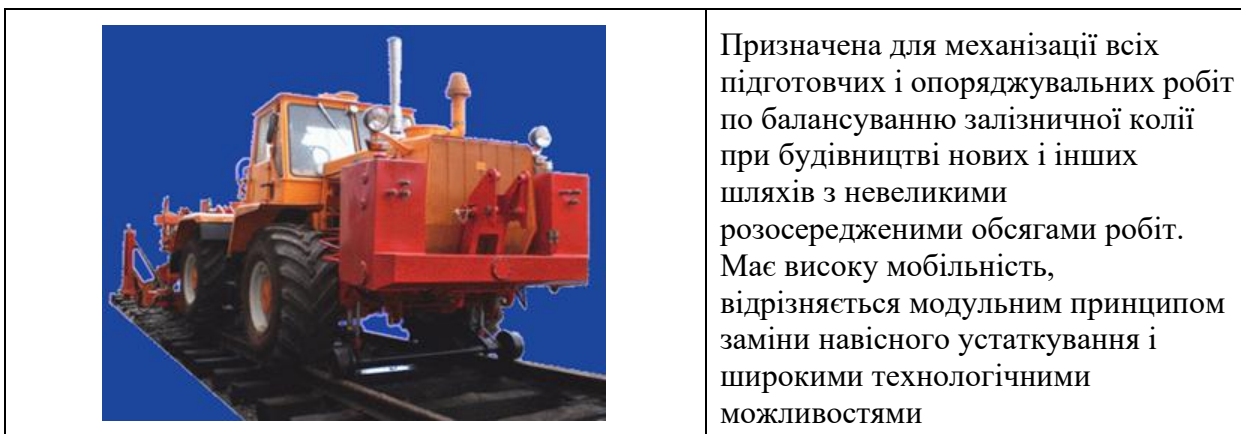 Призначена для механізації всіх
підготовчих і опоряджувальних робіт
по балансуванню залізничної колії
при будівництві нових і інших
шляхів з невеликими
розосередженими обсягами робіт.
Має високу мобільність,
відрізняється модульним принципом
заміни навісного устаткування і
широкими технологічними
можливостями